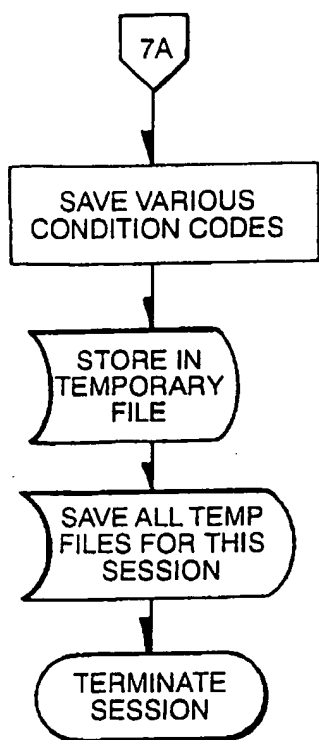 7A
SAVE VARIOUS
CONDITION CODES
STORE IN
TEMPORARY
FILE
SAVE ALL TEMP
FILES FOR THIS
SESSION
TERMINATE
SESSION